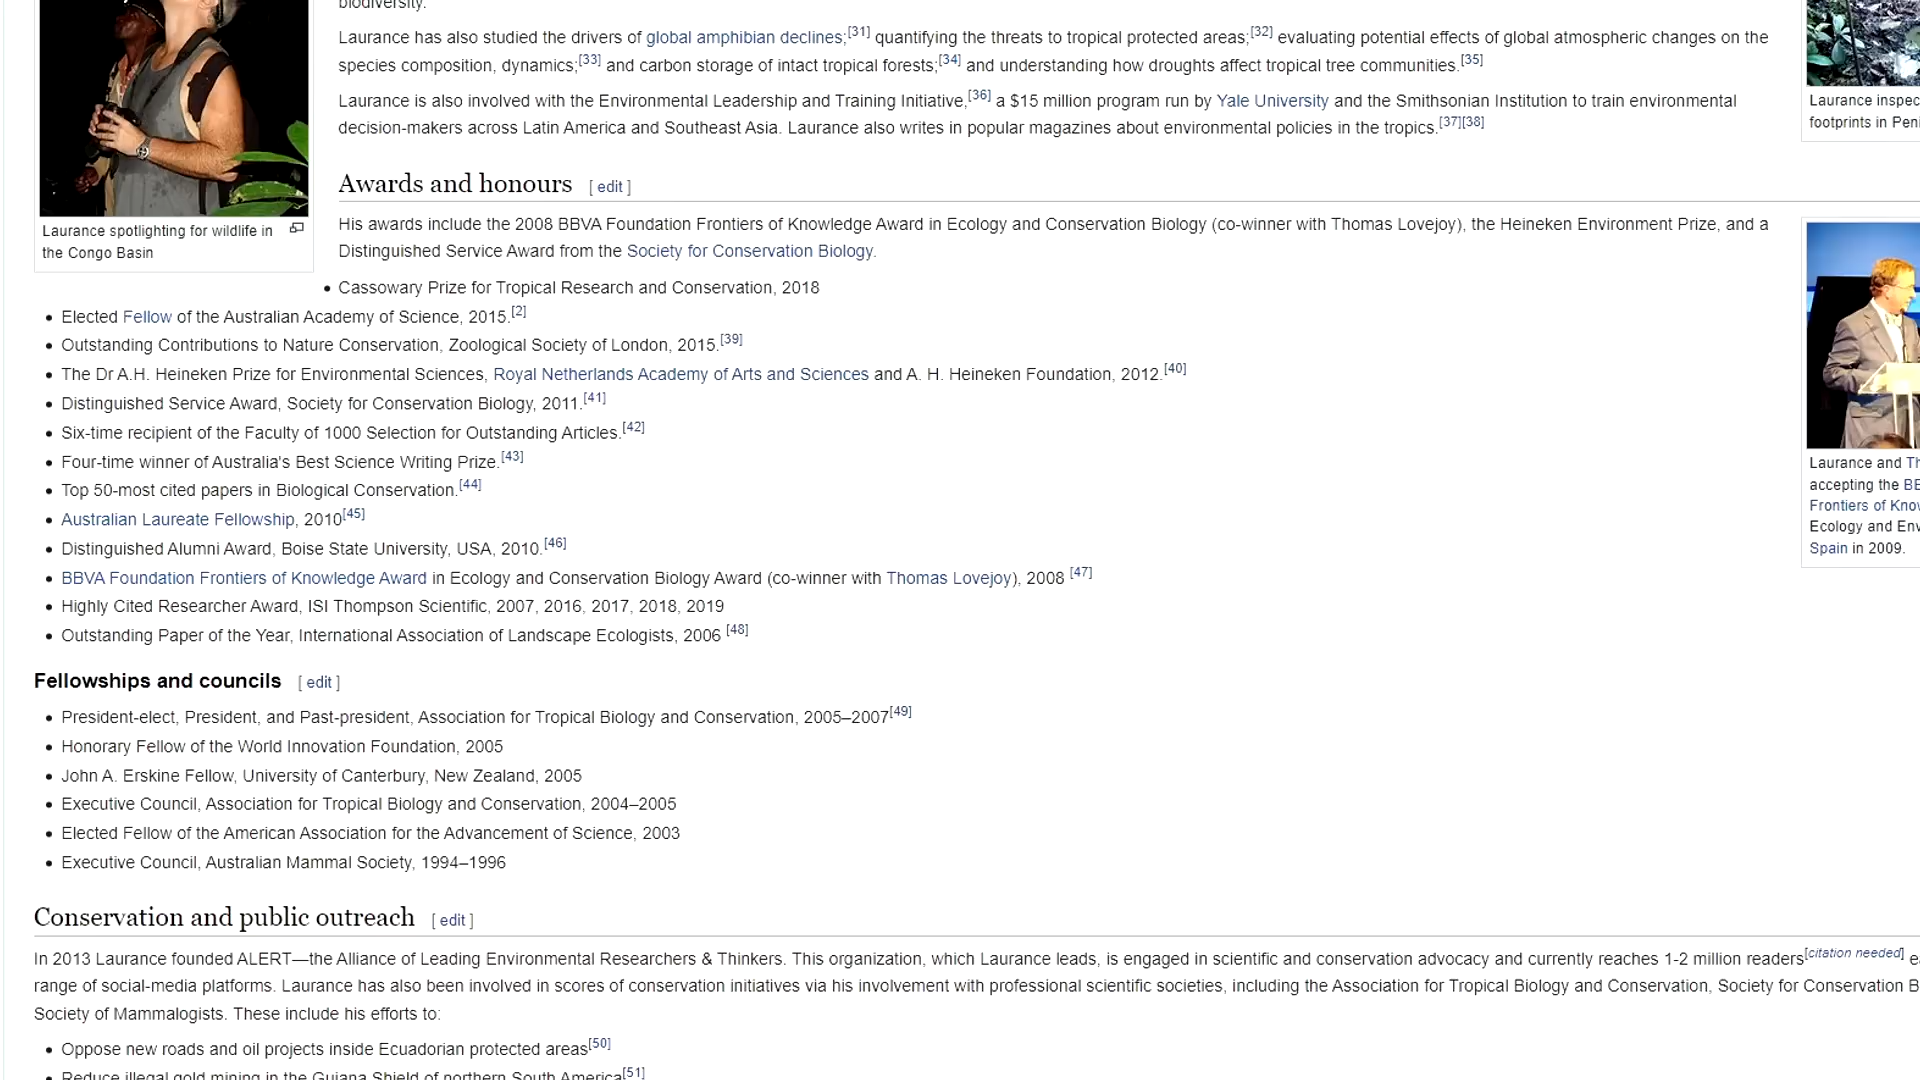 biodiversity.
Laurance has also studied the drivers of global amphibian declines;[31] quantifying the threats to tropical protected areas;[32] evaluating potential effects of global atmospheric changes on the
species composition, dynamics;[33] and carbon storage of intact tropical forests;[34] and understanding how droughts affect tropical tree communities.[35]
Laurance is also involved with the Environmental Leadership and Training Initiative,[36] a $15 million program run by Yale University and the Smithsonian Institution to train environmental
decision-makers across Latin America and Southeast Asia. Laurance also writes in popular magazines about environmental policies in the tropics.[37][38]
Laurance inspec
footprints in Peni
Laurance spotlighting for wildlife in
the Congo Basin
Awards and honours [ edit ]
His awards include the 2008 BBVA Foundation Frontiers of Knowledge Award in Ecology and Conservation Biology (co-winner with Thomas Lovejoy), the Heineken Environment Prize, and a
Distinguished Service Award from the Society for Conservation Biology.
• Cassowary Prize for Tropical Research and Conservation, 2018
• Elected Fellow of the Australian Academy of Science, 2015.[2]
• Outstanding Contributions to Nature Conservation, Zoological Society of London, 2015.[39]
• The Dr A.H. Heineken Prize for Environmental Sciences, Royal Netherlands Academy of Arts and Sciences and A. H. Heineken Foundation, 2012.[40]
• Distinguished Service Award, Society for Conservation Biology, 2011.[41]
• Six-time recipient of the Faculty of 1000 Selection for Outstanding Articles.[42]
• Four-time winner of Australia's Best Science Writing Prize.[43]
• Top 50-most cited papers in Biological Conservation.[44]
• Australian Laureate Fellowship, 2010[45]
• Distinguished Alumni Award, Boise State University, USA, 2010.[46]
• BBVA Foundation Frontiers of Knowledge Award in Ecology and Conservation Biology Award (co-winner with Thomas Lovejoy), 2008 [47]
• Highly Cited Researcher Award, ISI Thompson Scientific, 2007, 2016, 2017, 2018, 2019
• Outstanding Paper of the Year, International Association of Landscape Ecologists, 2006 [48]
Laurance and Th
accepting the BB
Frontiers of Know
Ecology and Env
Spain in 2009.
Fellowships and councils [ edit ]
• President-elect, President, and Past-president, Association for Tropical Biology and Conservation, 2005–2007[49]
• Honorary Fellow of the World Innovation Foundation, 2005
• John A. Erskine Fellow, University of Canterbury, New Zealand, 2005
• Executive Council, Association for Tropical Biology and Conservation, 2004–2005
• Elected Fellow of the American Association for the Advancement of Science, 2003
• Executive Council, Australian Mammal Society, 1994–1996
Conservation and public outreach [ edit ]
In 2013 Laurance founded ALERT—the Alliance of Leading Environmental Researchers & Thinkers. This organization, which Laurance leads, is engaged in scientific and conservation advocacy and currently reaches 1-2 million readers[citation needed] ea
range of social-media platforms. Laurance has also been involved in scores of conservation initiatives via his involvement with professional scientific societies, including the Association for Tropical Biology and Conservation, Society for Conservation B
Society of Mammalogists. These include his efforts to:
• Oppose new roads and oil projects inside Ecuadorian protected areas[50]
• Reduce illegal gold mining in the Guiana Shield of northern South America[51]